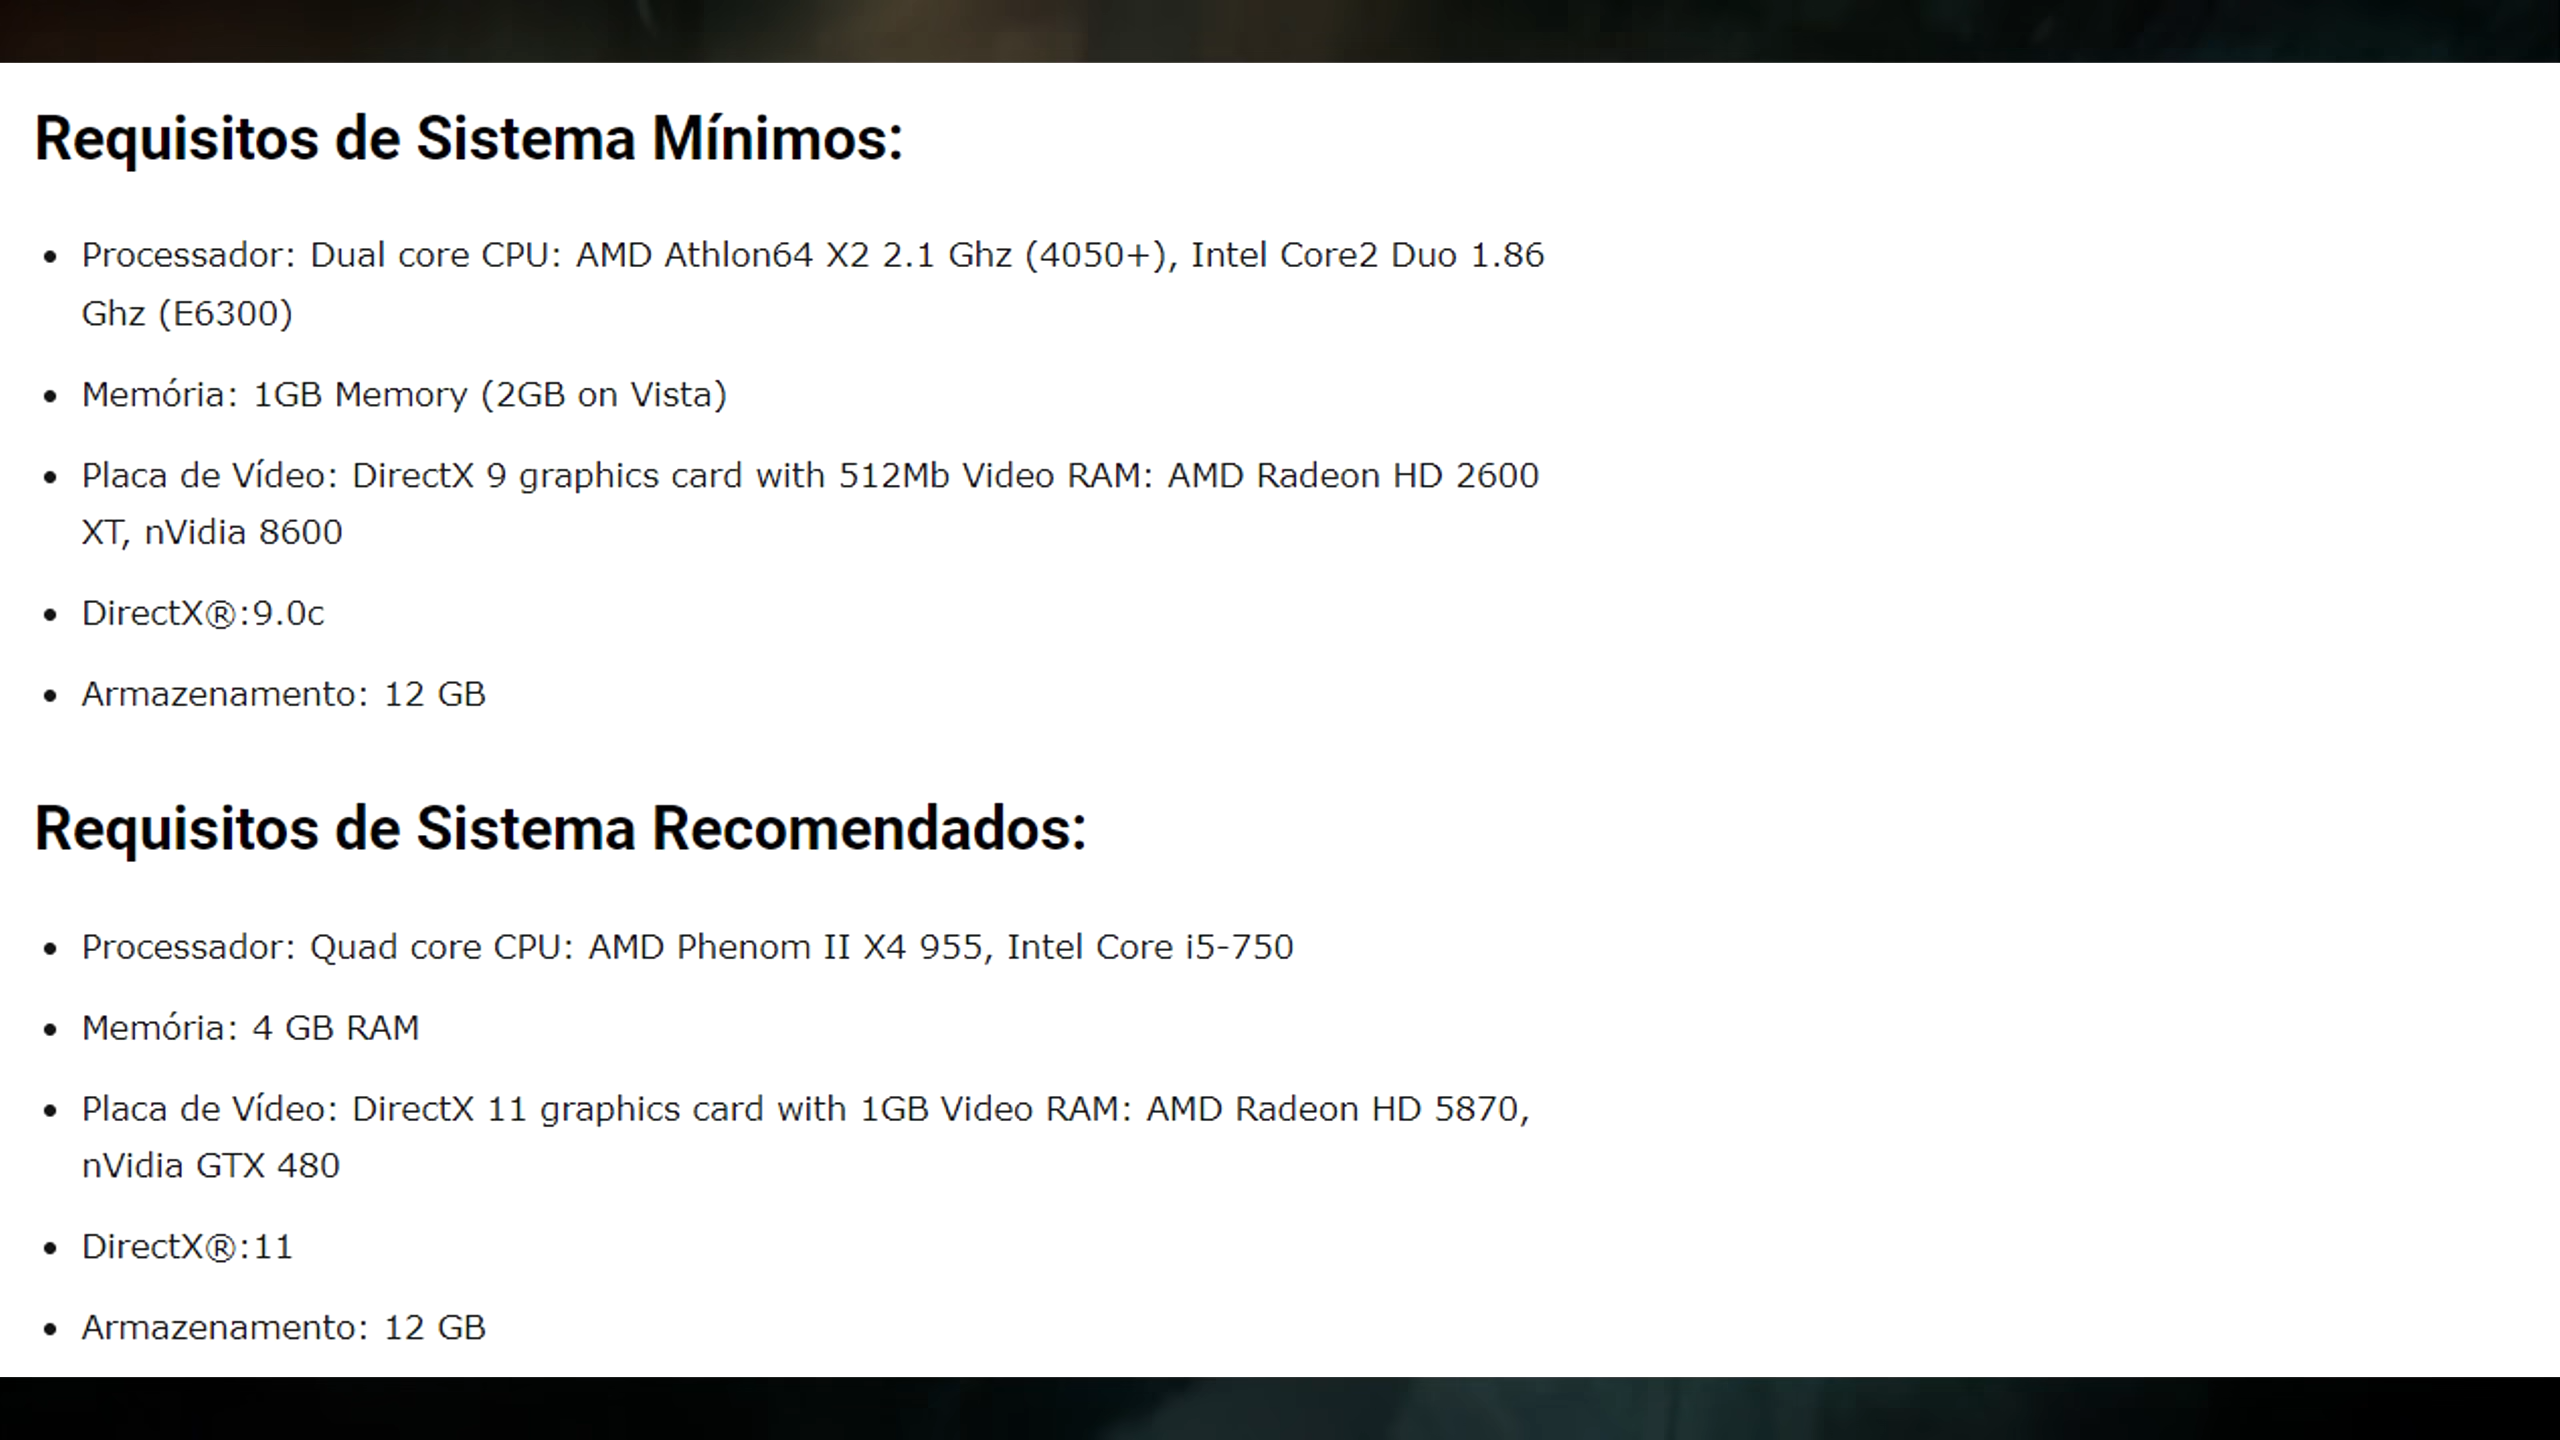 Requisitos de Sistema Mínimos:
Processador: Dual core CPU: AMD Athlon64 X2 2.1 Ghz (4050+), Intel Core2 Duo 1.86
Ghz (E6300)
Memória: 1GB Memory (2GB on Vista)
Placa de Vídeo: DirectX 9 graphics card with 512Mb Video RAM: AMD Radeon HD 2600
XT, nVidia 8600
DirectX®:9.0c
Armazenamento: 12 GB
Requisitos de Sistema Recomendados:
Processador: Quad core CPU: AMD Phenom II X4 955, Intel Core i5-750
Memória: 4 GB RAM
Placa de Vídeo: DirectX 11 graphics card with 1GB Video RAM: AMD Radeon HD 5870,
nVidia GTX 480
DirectX®:11
Armazenamento: 12 GB